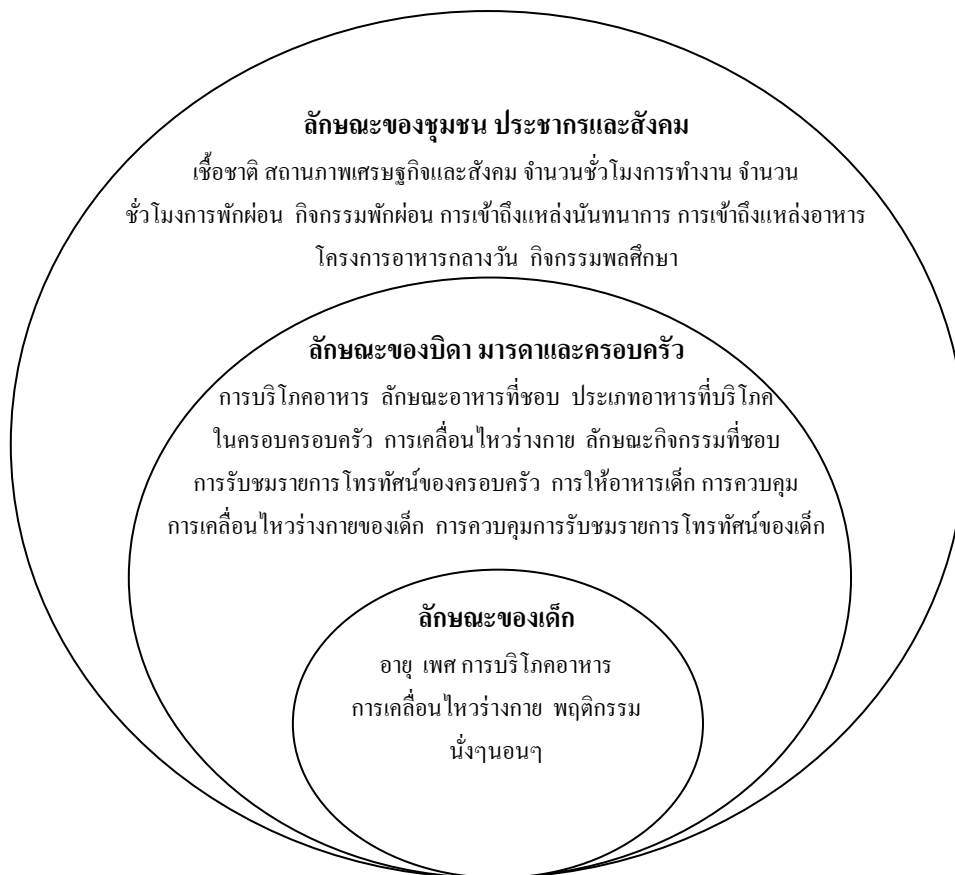 ลักษณะของชุมชน ประชากรและสังคม
เชื้อชาติ สถานภาพเศรษฐกิจและสังคม จำนวนชั่วโมงการทำงาน จำนวน
ชั่วโมงการพักผ่อน กิจกรรมพักผ่อน การเข้าถึงแหล่งนันทนาการ การเข้าถึงแหล่งอาหาร
โครงการอาหารกลางวัน กิจกรรมพลศึกษา
ลักษณะของบิดา มารดาและครอบครัว
การบริโภคอาหาร ลักษณะอาหารที่ชอบ ประเภทอาหารที่บริโภค
ในครอบครอบครัว การเคลื่อนไหวร่างกาย ลักษณะกิจกรรมที่ชอบ
การรับชมรายการโทรทัศน์ของครอบครัว การให้อาหารเด็ก การควบคุม
การเคลื่อนไหวร่างกายของเด็ก การควบคุมการรับชมรายการโทรทัศน์ของเด็ก
ลักษณะของเด็ก
อายุ เพศ การบริโภคอาหาร
การเคลื่อนไหวร่างกาย พฤติกรรม
นั่งๆนอนๆ